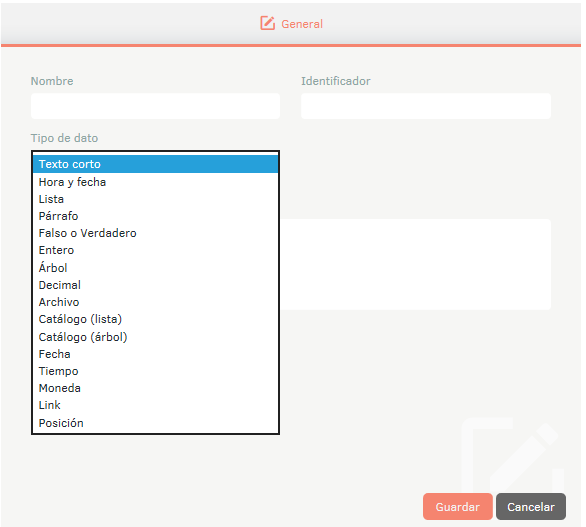 General
Nombre
Identificador
Tipo de dato
Texto corto
Hora y fecha
Lista
Párrafo
Falso o Verdadero
Entero
Árbol
Decimal
Archivo
Catálogo (lista)
Catálogo (árbol)
Fecha
Tiempo
Moneda
Link
Posición
Guardar
Cancelar